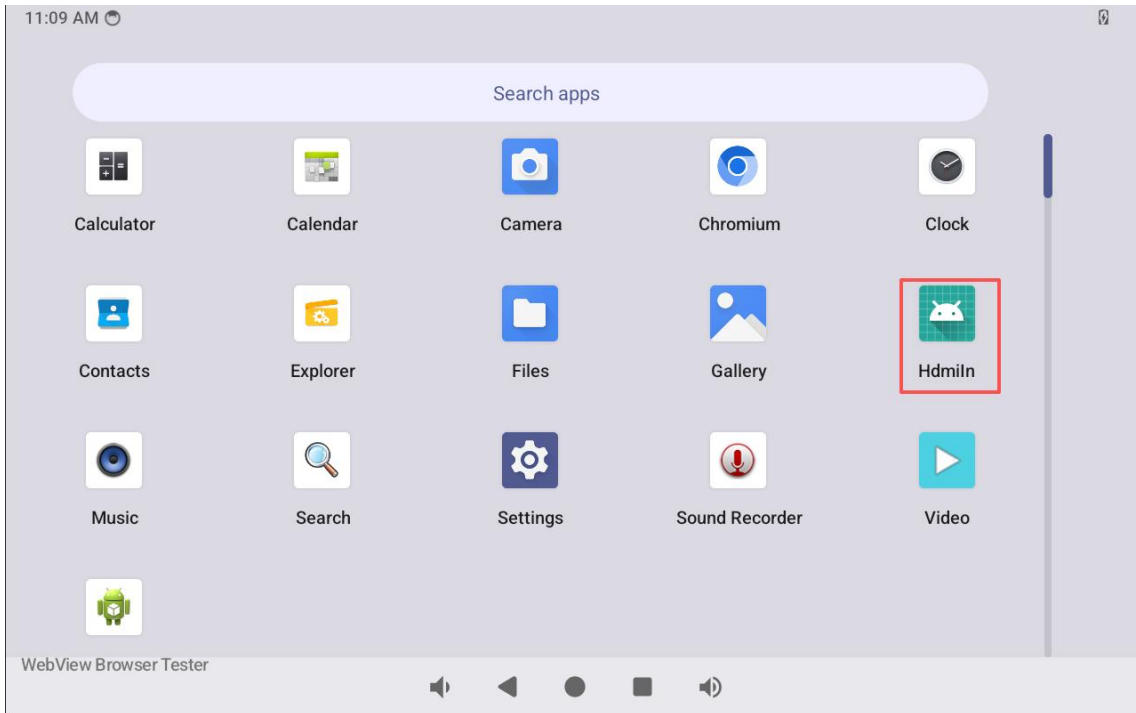 11:09 AM
Search apps
Calculator
Calendar
Camera
Chromium
Clock
Contacts
Explorer
Files
Gallery
HdmiIn
Music
Search
Settings
Sound Recorder
Video
WebView Browser Tester